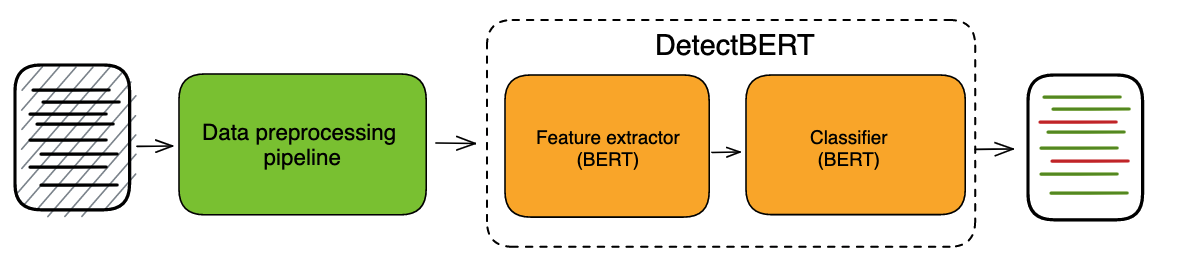 DetectBERT
Data preprocessing
pipeline
Feature extractor
(BERT)
Classifier
(BERT)